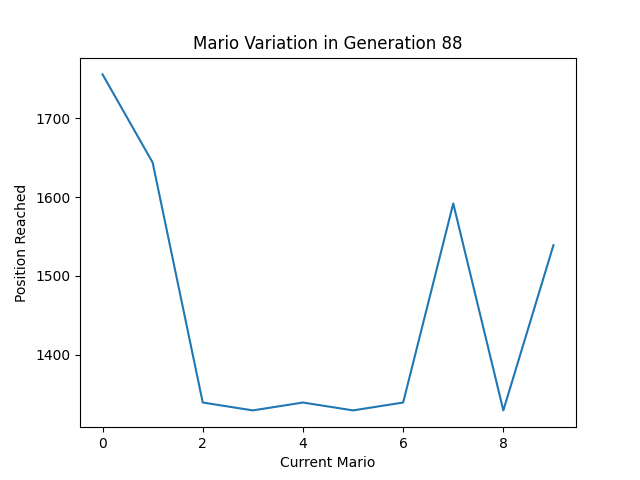 Mario Variation in Generation 88
1700
1600
1500
1400
Position Reached
0 2 4 6 8
Current Mario